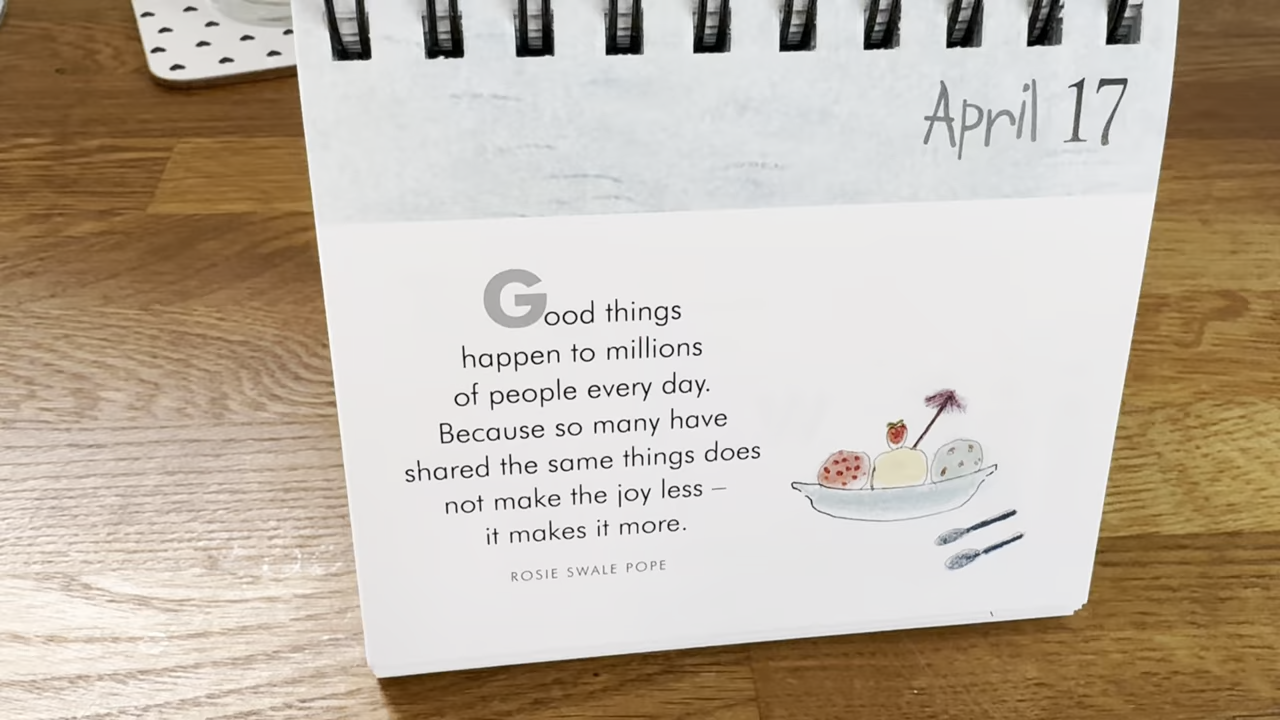 April 17
Good things
happen to millions
of people every day.
Because so many have
shared the same things does
not make the joy less –
it makes it more.
ROSIE SWALE POPE